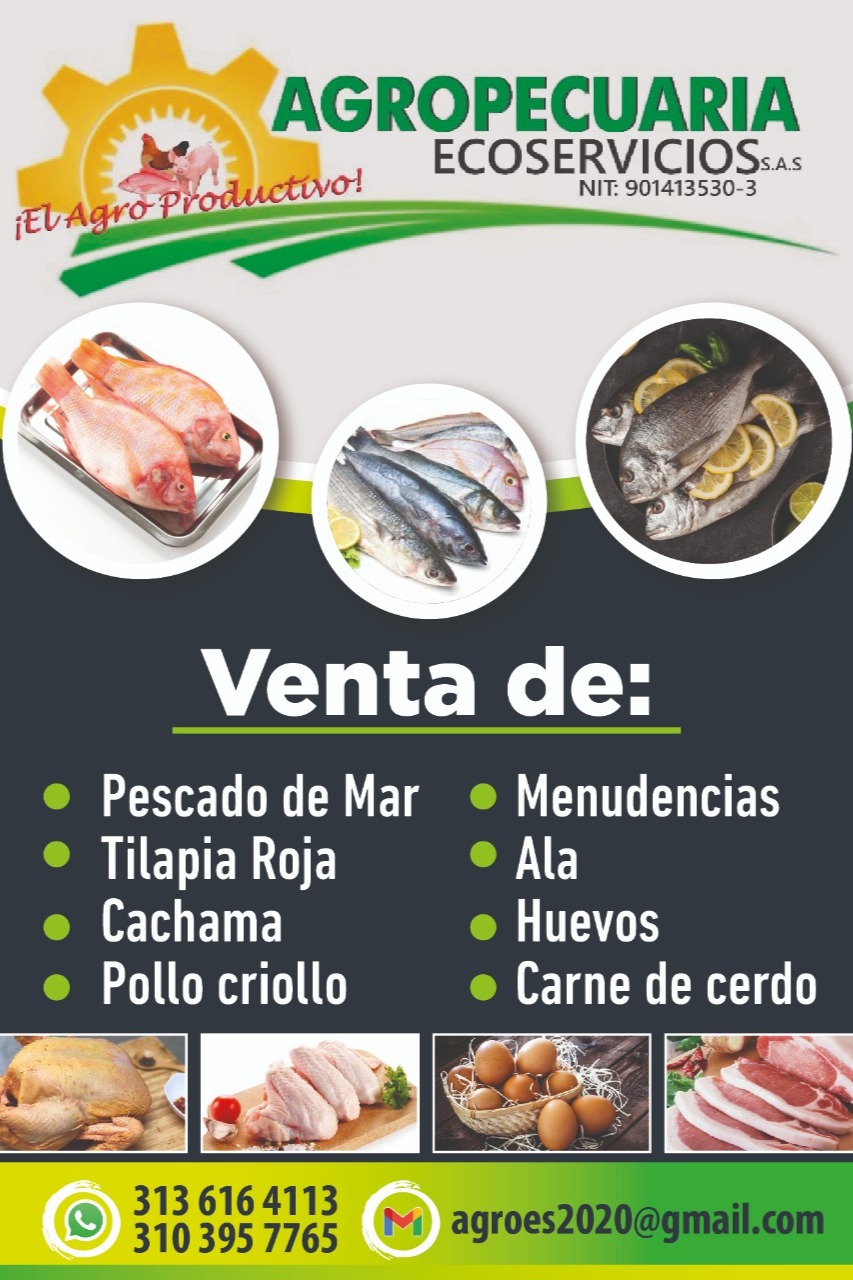 AGROPECUARIA
ECOSERVICIOS S.A.S
NIT: 901413530-3
¡El Agro Productivo!
Venta de:
Pescado de Mar
Tilapia Roja
Cachama
Pollo criollo
Menudencias
Ala
Huevos
Carne de cerdo
313 616 4113
310 395 7765
agroes2020@gmail.com